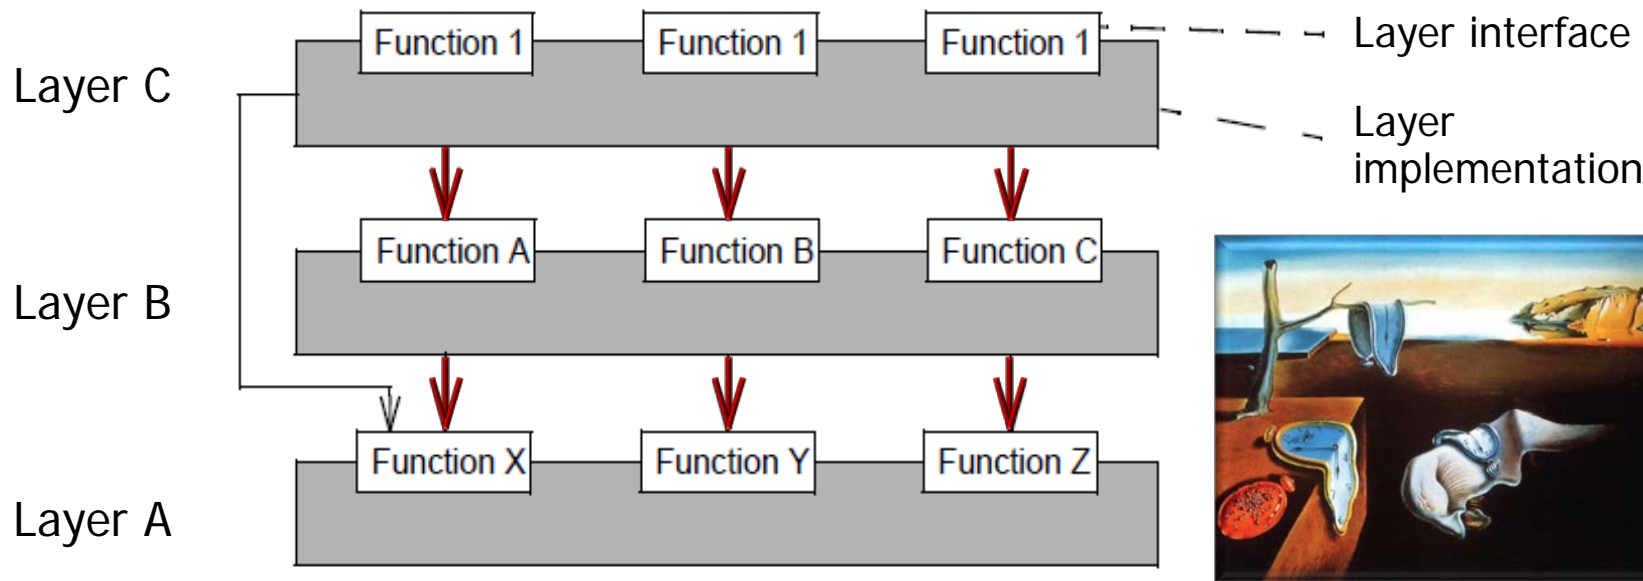 Layer C
Function 1
Function 1
Function 1
Layer interface
Layer
implementation
Layer B
Function A
Function B
Function C
Layer A
Function X
Function Y
Function Z